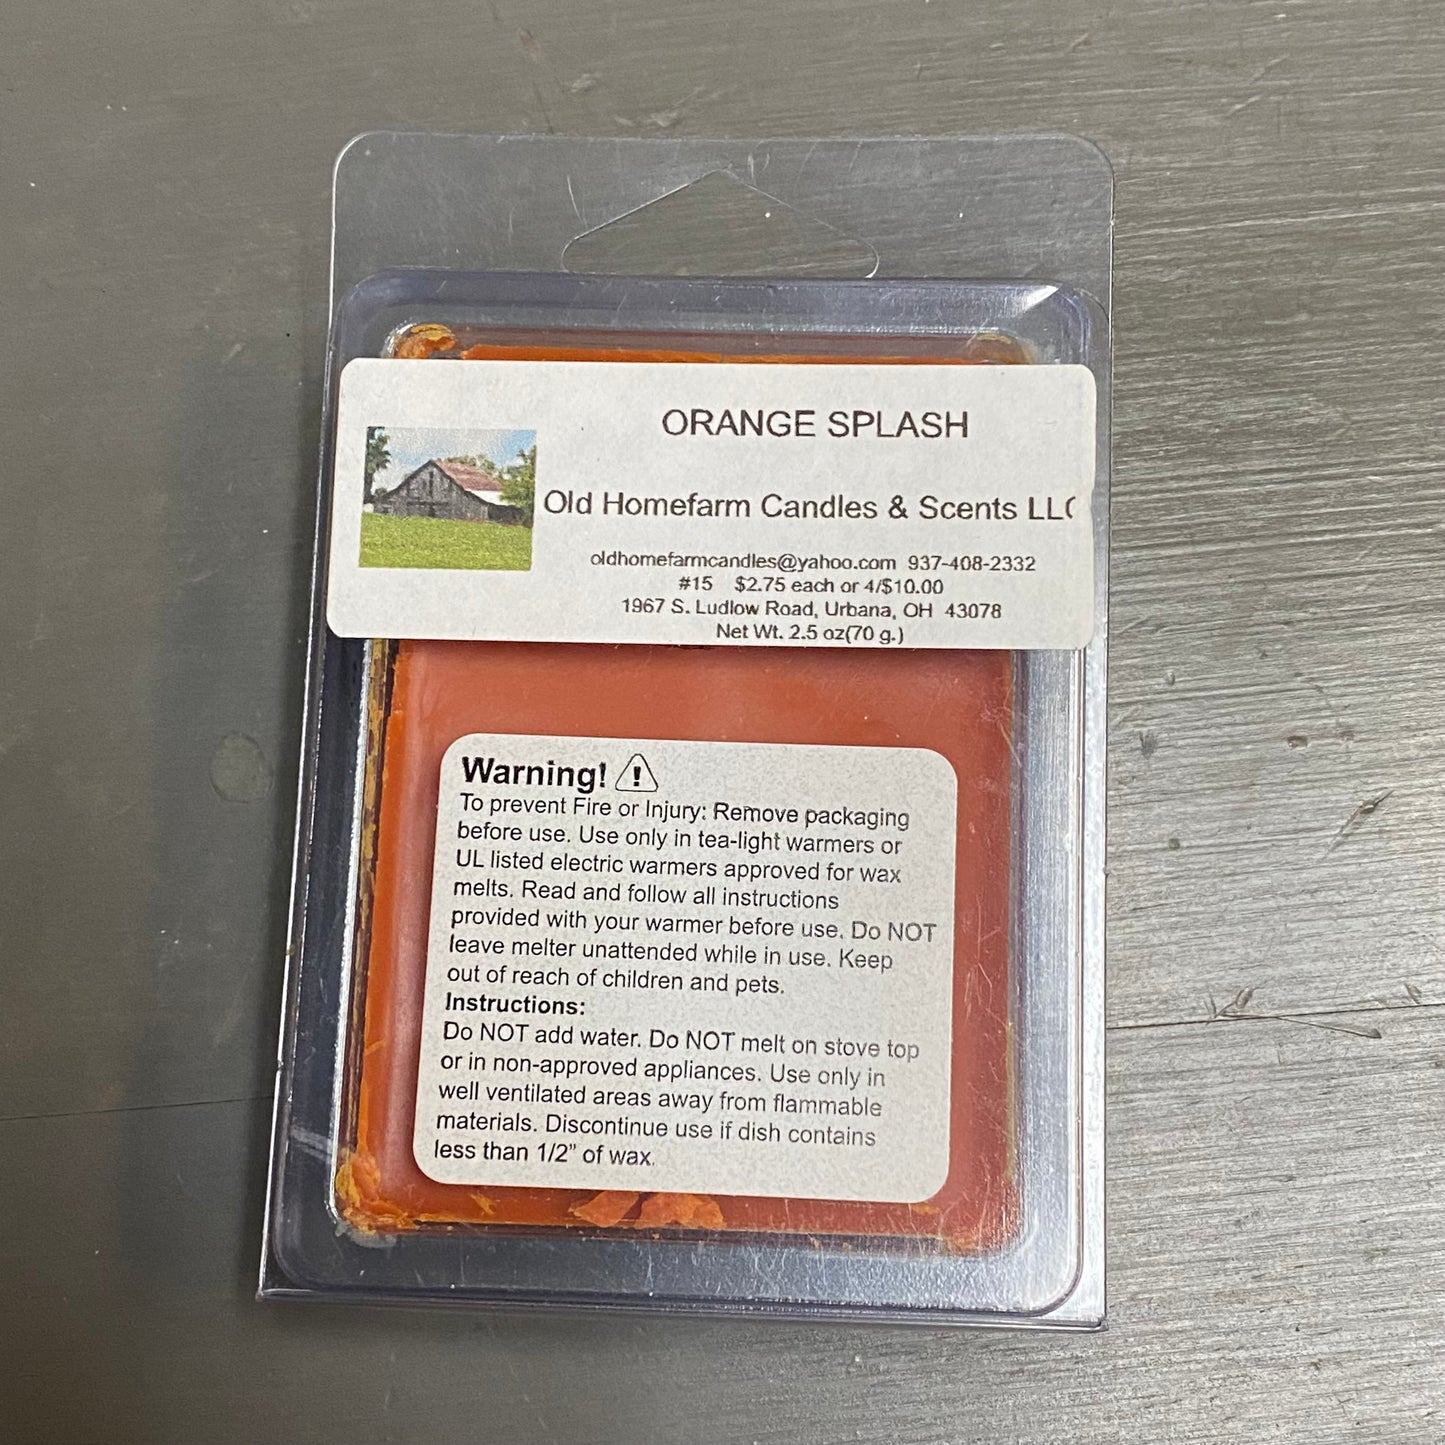 ORANGE SPLASH
Old Homefarm Candles & Scents LLC
oldhomefarmcandles@yahoo.com 937-408-2332
#15 $2.75 each or 4/$10.00
1967 S. Ludlow Road, Urbana, OH 43078
Net Wt. 2.5 oz(70 g.)
Warning! !
To prevent Fire or Injury: Remove packaging
before use. Use only in tea-light warmers or
UL listed electric warmers approved for wax
melts. Read and follow all instructions
provided with your warmer before use. Do NOT
leave melter unattended while in use. Keep
out of reach of children and pets.
Instructions:
Do NOT add water. Do NOT melt on stove top
or in non-approved appliances. Use only in
well ventilated areas away from flammable
materials. Discontinue use if dish contains
less than 1/2” of wax.